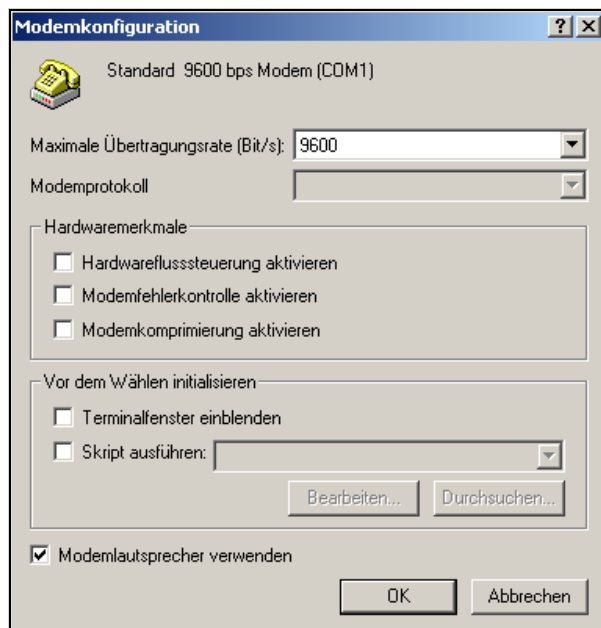 Modemkonfiguration
Standard 9600 bps Modem (COM1)
Maximale Übertragungsrate (Bit/s): 9600
Modemprotokoll
Hardwaremerkmale
Hardwareflusssteuerung aktivieren
Modemfehlerkontrolle aktivieren
Modemkomprimierung aktivieren
Vor dem Wählen initialisieren
Terminalfenster einblenden
Skript ausführen:
Bearbeiten... Durchsuchen...
Modemlautsprecher verwenden
OK Abbrechen